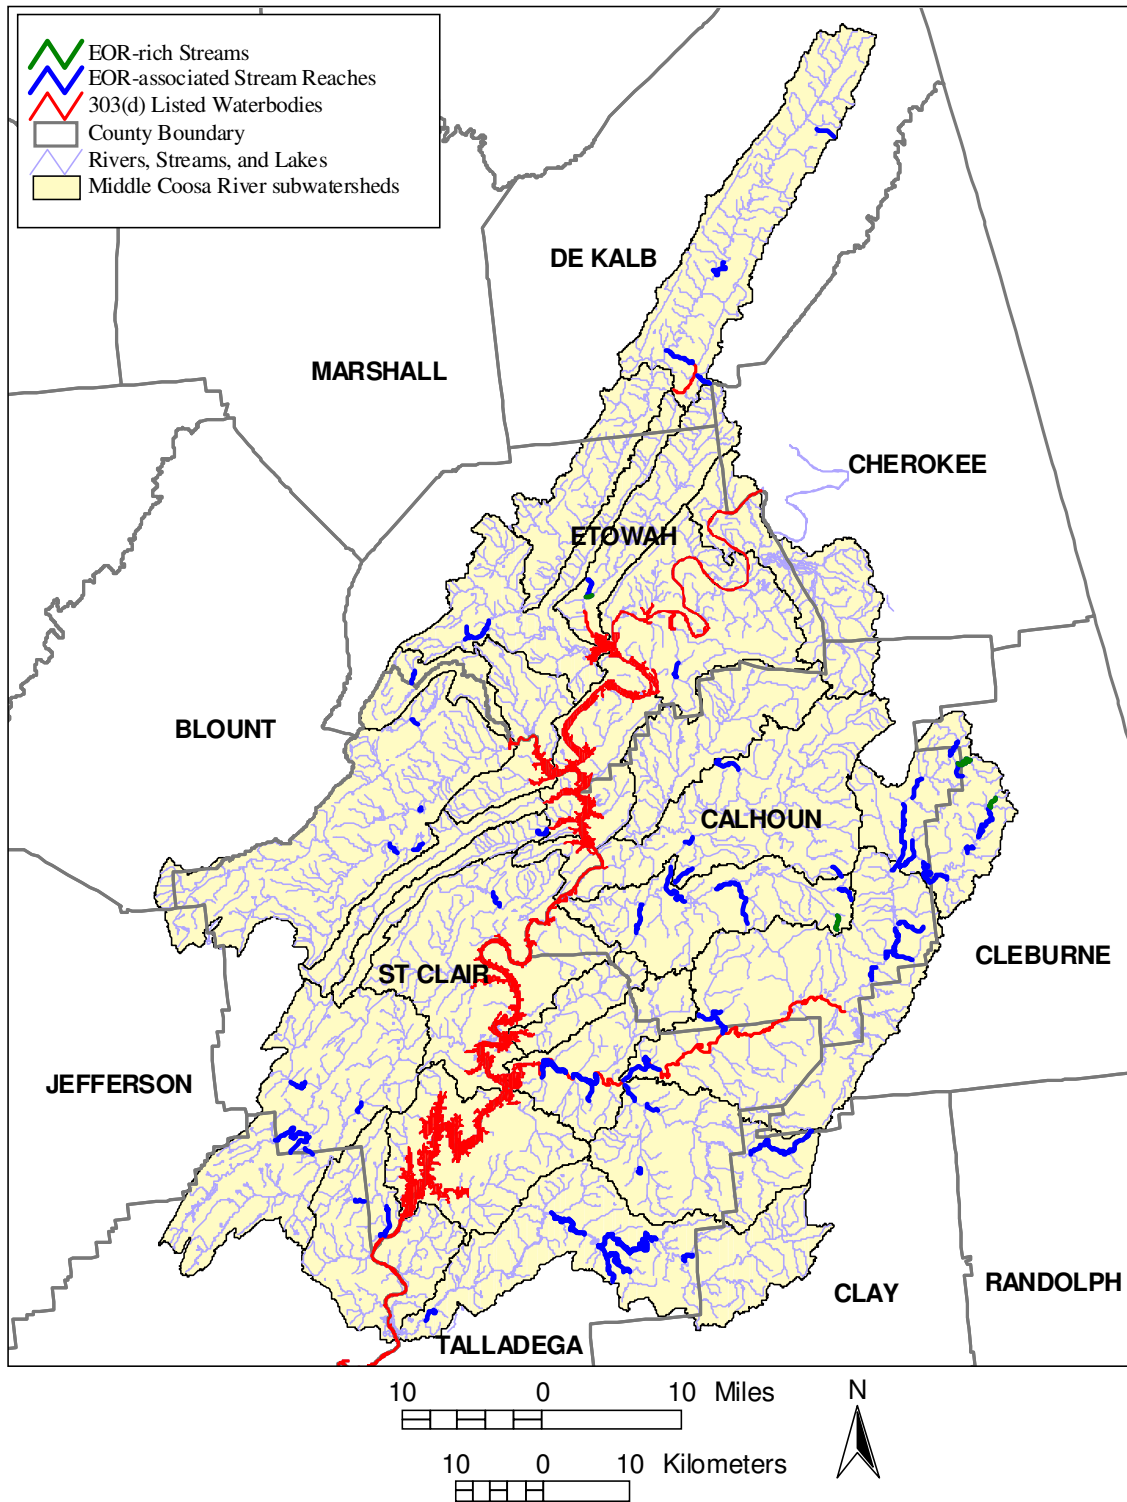 EOR-rich Streams
EOR-associated Stream Reaches
303(d) Listed Waterbodies
County Boundary
Rivers, Streams, and Lakes
Middle Coosa River subwatersheds
DE KALB
MARSHALL
CHEROKEE
ETOWAH
BLOUNT
CALHOUN
CLEBURNE
ST CLAIR
JEFFERSON
RANDOLPH
CLAY
TALLADEGA
10 0 10 Miles
N
10 0 10 Kilometers